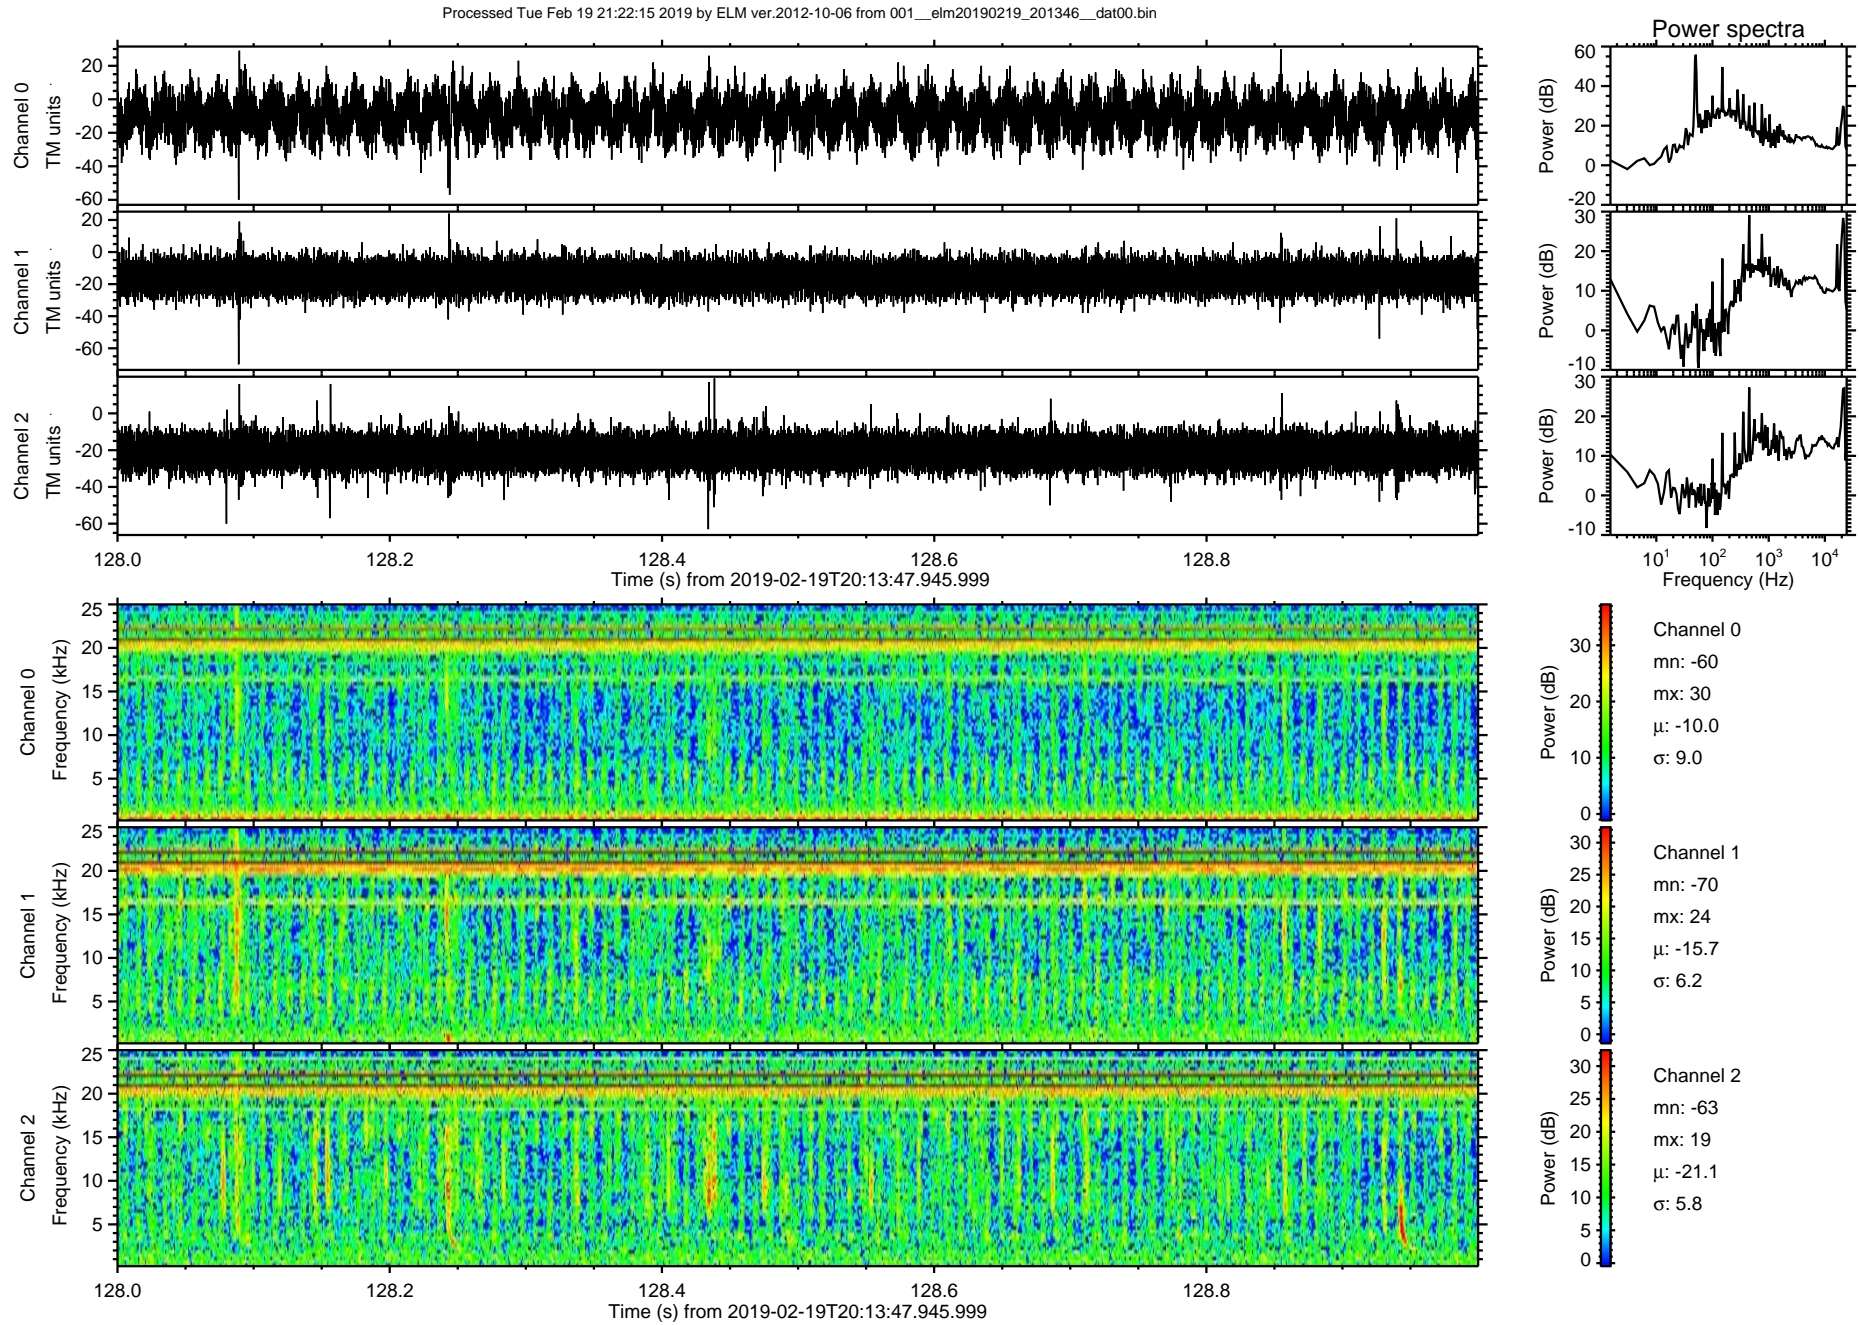 Processed Tue Feb 19 21:22:15 2019 by ELM ver.2012-10-06 from 001__elm20190219_201346__dat00.bin
Power spectra
Channel 0
TM units
20
0
-20
-40
-60
Power (dB)
60
40
20
0
-20
Channel 1
TM units
20
0
-20
-40
-60
Power (dB)
30
20
10
0
-10
Channel 2
TM units
0
-20
-40
-60
Power (dB)
30
20
10
0
-10
128.0 128.2 128.4 128.6 128.8
Time (s) from 2019-02-19T20:13:47.945.999
10¹ 10² 10³ 10⁴
Frequency (Hz)
Channel 0
Frequency (kHz)
25
20
15
10
5
Power (dB)
30
20
10
0
Channel 0
mn: -60
mx: 30
µ: -10.0
σ: 9.0
Channel 1
Frequency (kHz)
25
20
15
10
5
Power (dB)
30
25
20
15
10
5
0
Channel 1
mn: -70
mx: 24
µ: -15.7
σ: 6.2
Channel 2
Frequency (kHz)
25
20
15
10
5
Power (dB)
30
25
20
15
10
5
0
Channel 2
mn: -63
mx: 19
µ: -21.1
σ: 5.8
128.0 128.2 128.4 128.6 128.8
Time (s) from 2019-02-19T20:13:47.945.999